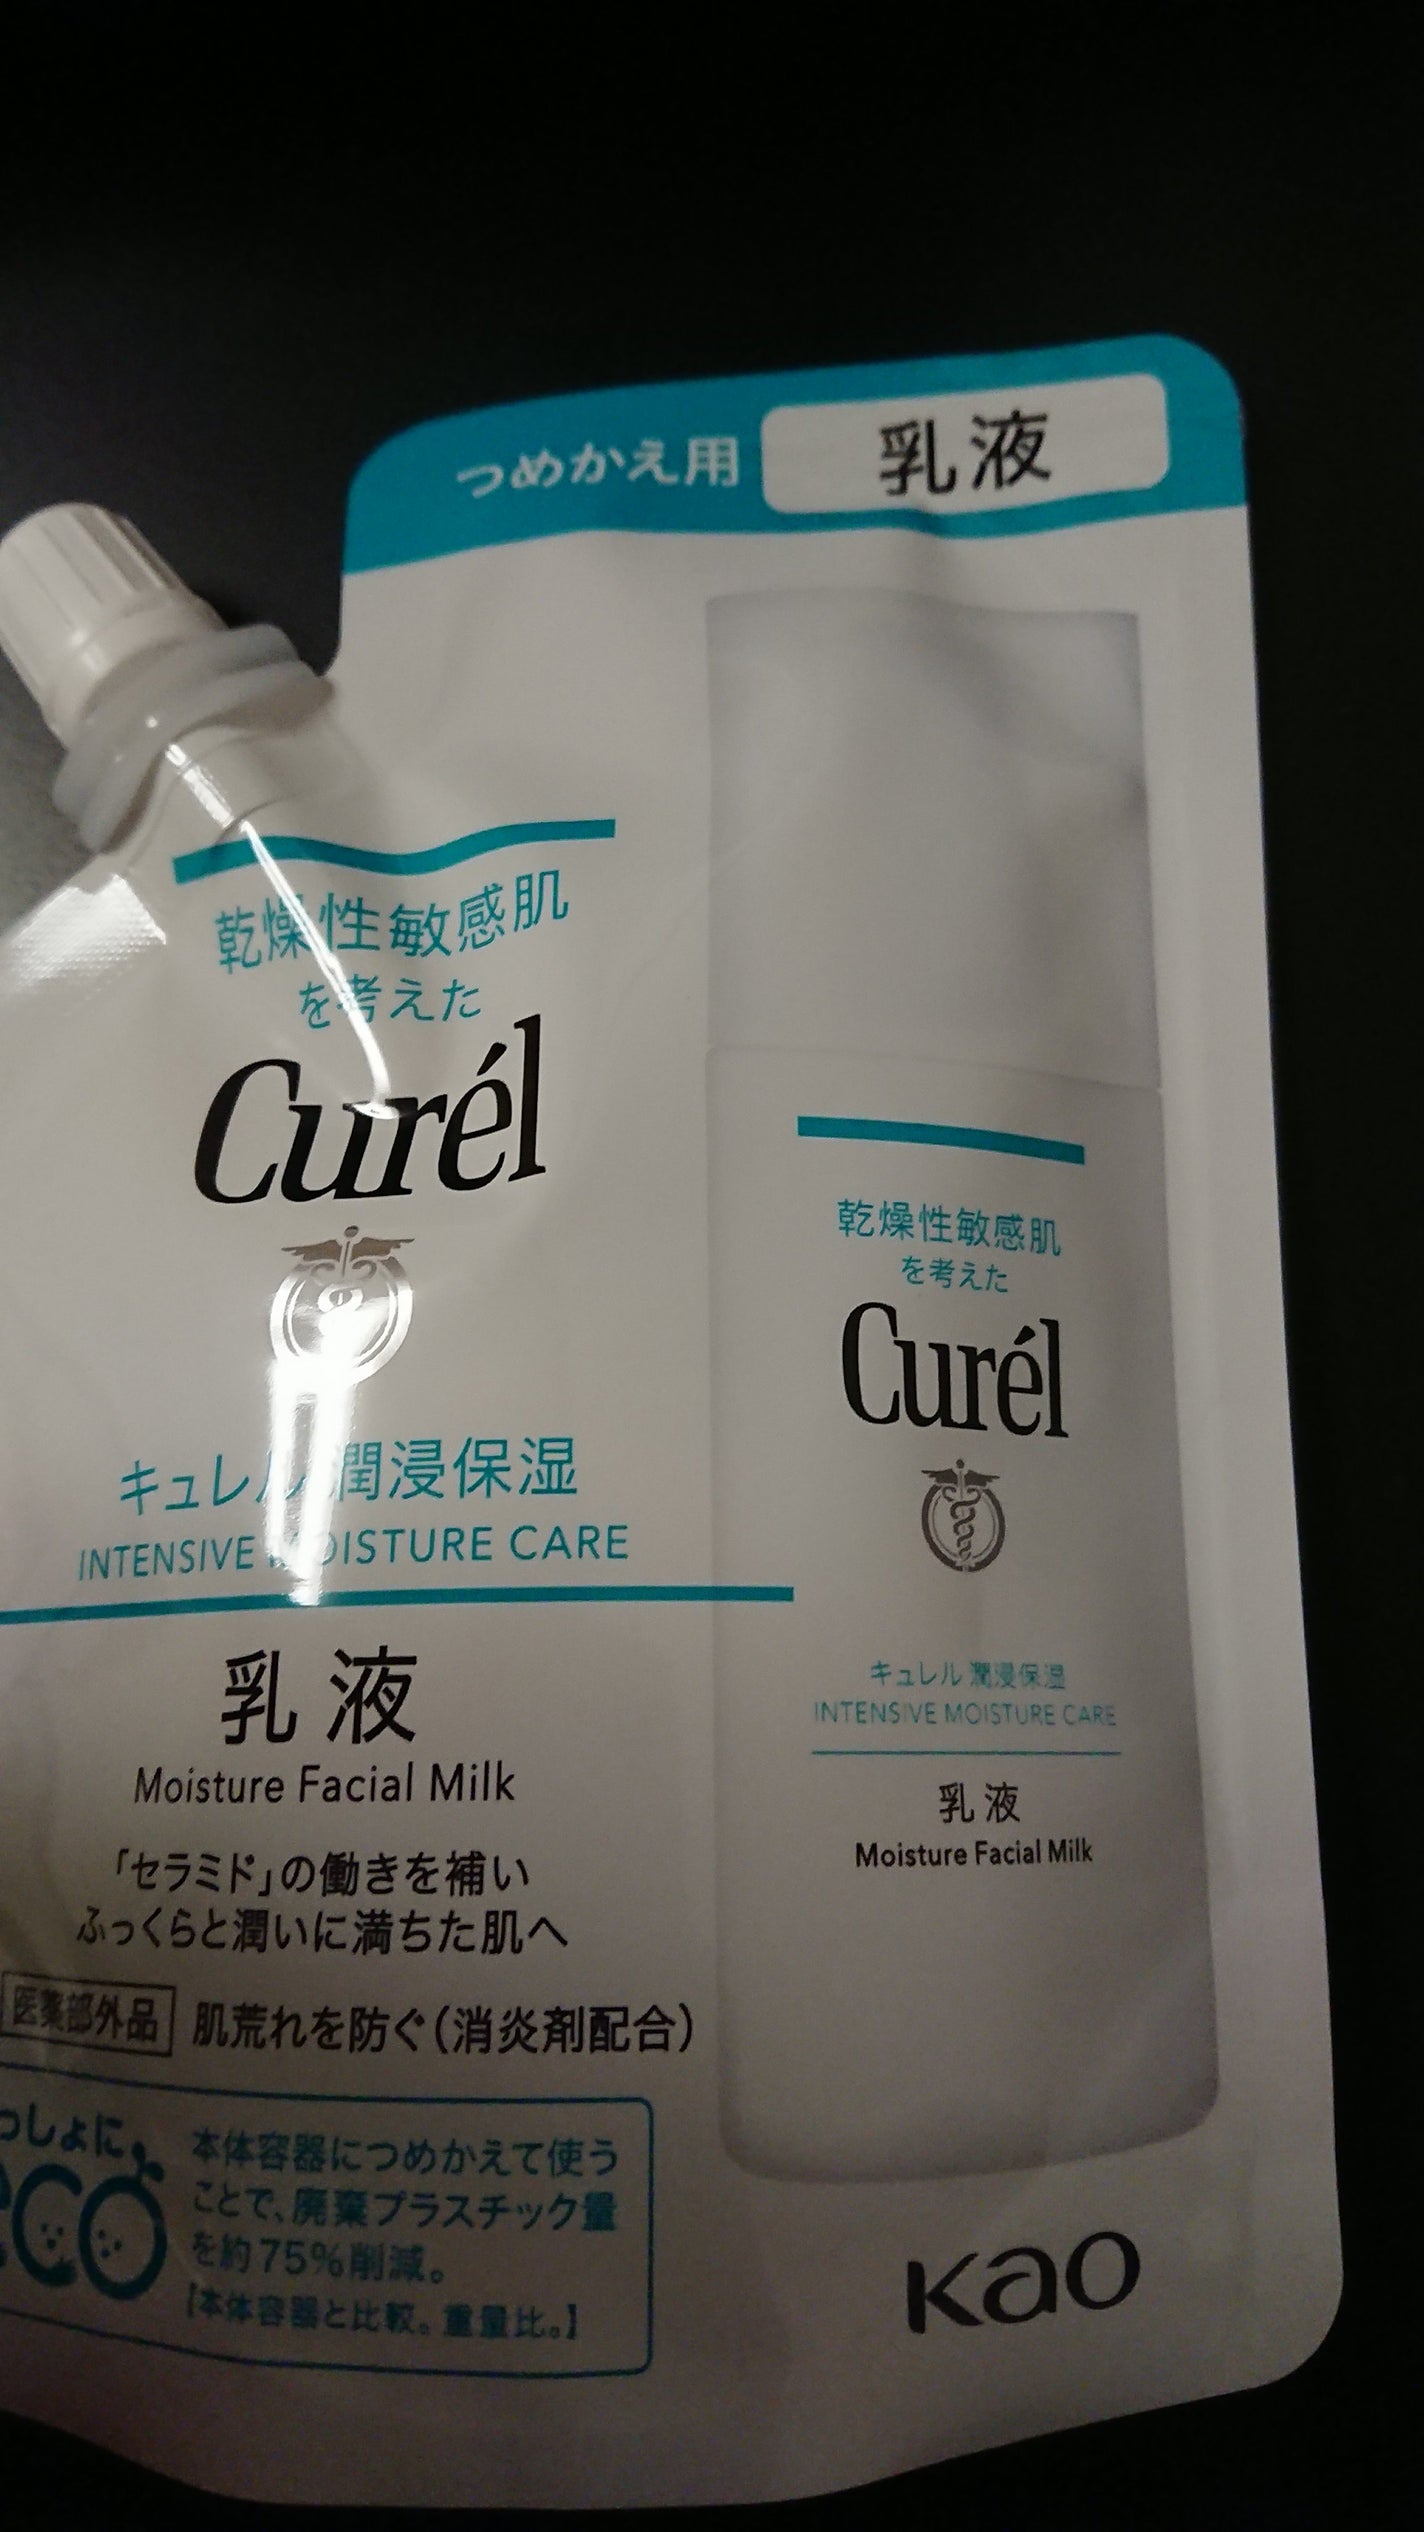 つめかえ用 乳液
乾燥性敏感肌
を考えた
Curél
キュレル 潤浸保湿
INTENSIVE MOISTURE CARE
乳液
Moisture Facial Milk
「セラミド」の働きを補い
ふっくらと潤いに満ちた肌へ
医薬部外品 肌荒れを防ぐ(消炎剤配合)
っしょに
eco
本体容器につめかえて使う
ことで、廃棄プラスチック量
を約75%削減。
【本体容器と比較。重量比。】
乾燥性敏感肌
を考えた
Curél
キュレル 潤浸保湿
INTENSIVE MOISTURE CARE
乳液
Moisture Facial Milk
Kao